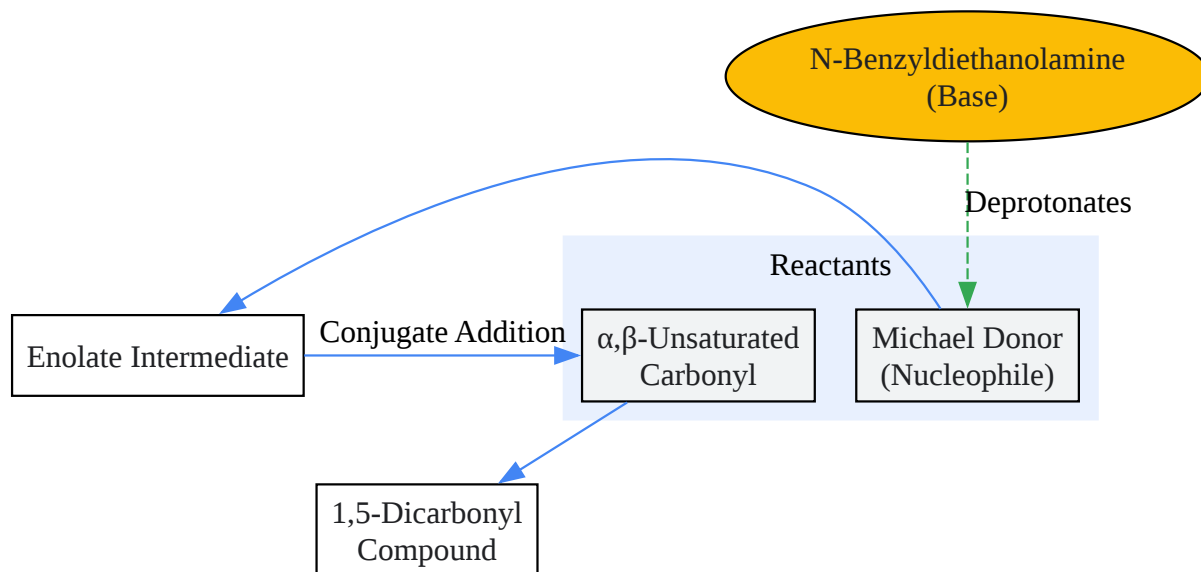 N-Benzyldiethanolamine
(Base)
Deprotonates
Reactants
Enolate Intermediate
Conjugate Addition
α,β-Unsaturated
Carbonyl
Michael Donor
(Nucleophile)
1,5-Dicarbonyl
Compound